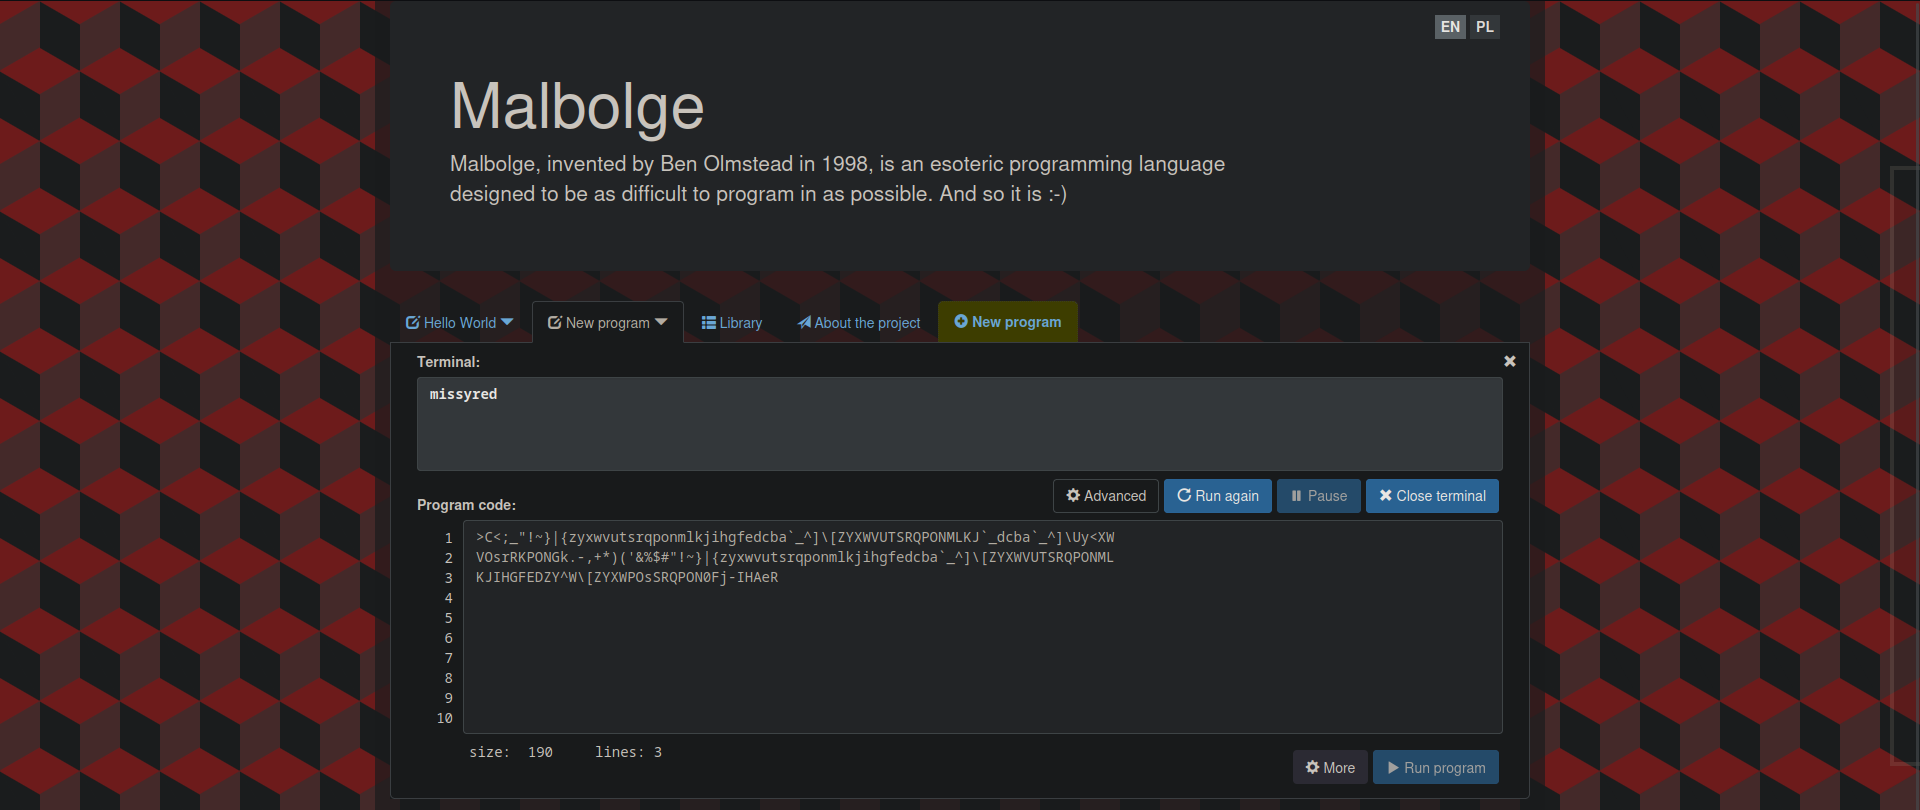 EN PL
Malbolge
Malbolge, invented by Ben Olmstead in 1998, is an esoteric programming language
designed to be as difficult to program in as possible. And so it is :-)
Hello World New program Library About the project New program
Terminal:
missyred
Advanced Run again Pause Close terminal
Program code:
1 >C<;_"!~}|{zyxwvutsrqponmlkjihgfedcba`_^]\[ZYXWVUTSRQPONMLKJ`_dcba`_^]\Uy<XW
2 VOsrRKPONGk.-,+*)('&%$#"!~}|{zyxwvutsrqponmlkjihgfedcba`_^]\[ZYXWVUTSRQPONML
3 KJIHGFEDZY^W\[ZYXWPOsSRQPON0Fj-IHAeR
4
5
6
7
8
9
10
size: 190 lines: 3
More Run program